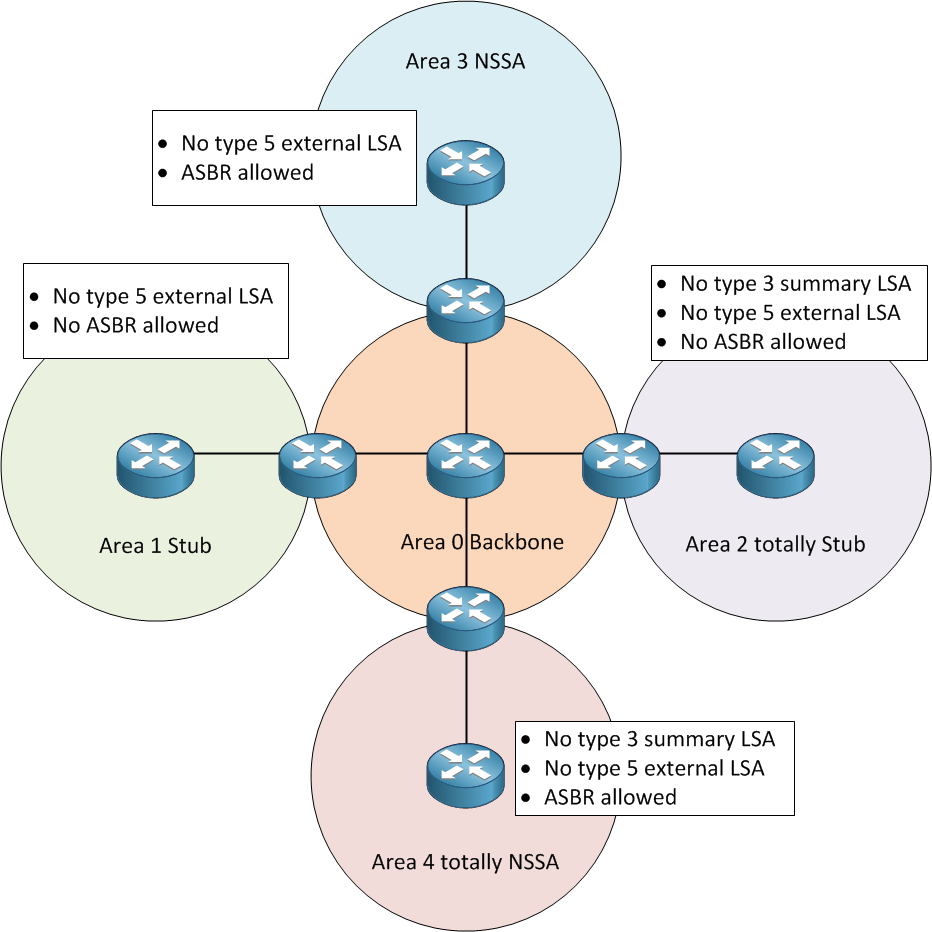 Area 3 NSSA
• No type 5 external LSA
• ASBR allowed
• No type 5 external LSA
• No ASBR allowed
• No type 3 summary LSA
• No type 5 external LSA
• No ASBR allowed
Area 1 Stub
Area 0 Backbone
Area 2 totally Stub
• No type 3 summary LSA
• No type 5 external LSA
• ASBR allowed
Area 4 totally NSSA